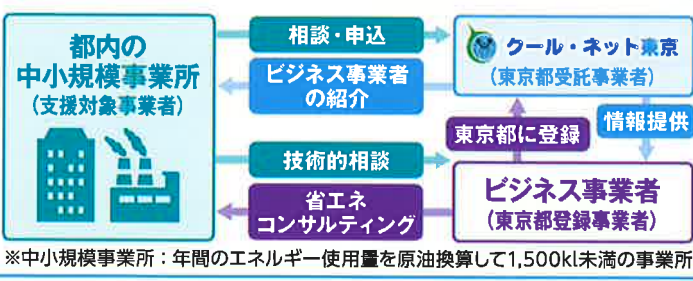 都内の
中小規模事業所
(支援対象事業者)
相談・申込
ビジネス事業者
の紹介
技術的相談
省エネ
コンサルティング
クール・ネット東京
(東京都受託事業者)
東京都に登録
情報提供
ビジネス事業者
(東京都登録事業者)
※中小規模事業所：年間のエネルギー使用量を原油換算して1,500kl未満の事業所